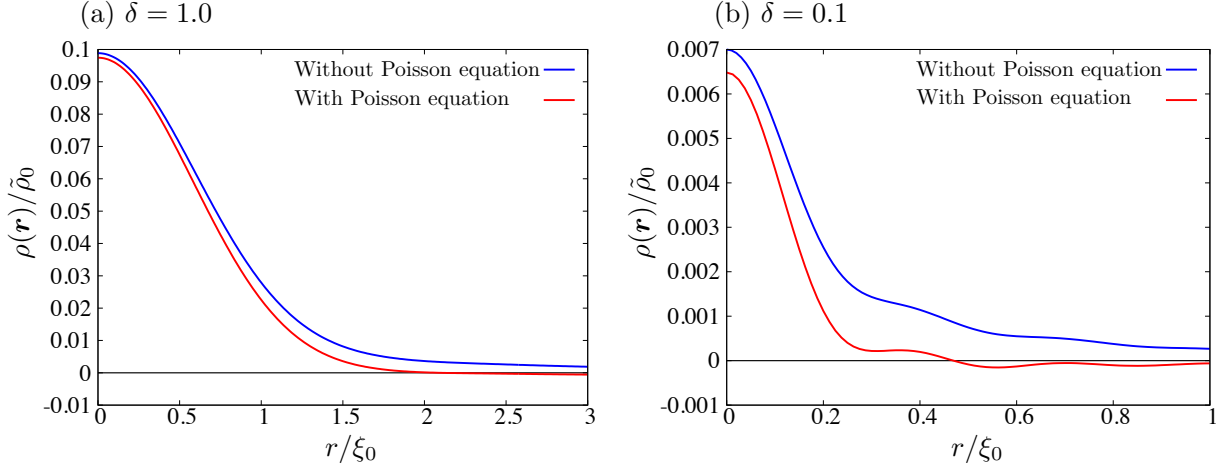 (a) δ = 1.0
ρ(r)/ρ̃₀
0.1
0.09
0.08
0.07
0.06
0.05
0.04
0.03
0.02
0.01
0
-0.01
Without Poisson equation
With Poisson equation
0 0.5 1 1.5 2 2.5 3
r/ξ₀
(b) δ = 0.1
ρ(r)/ρ̃₀
0.007
0.006
0.005
0.004
0.003
0.002
0.001
0
-0.001
Without Poisson equation
With Poisson equation
0 0.2 0.4 0.6 0.8 1
r/ξ₀